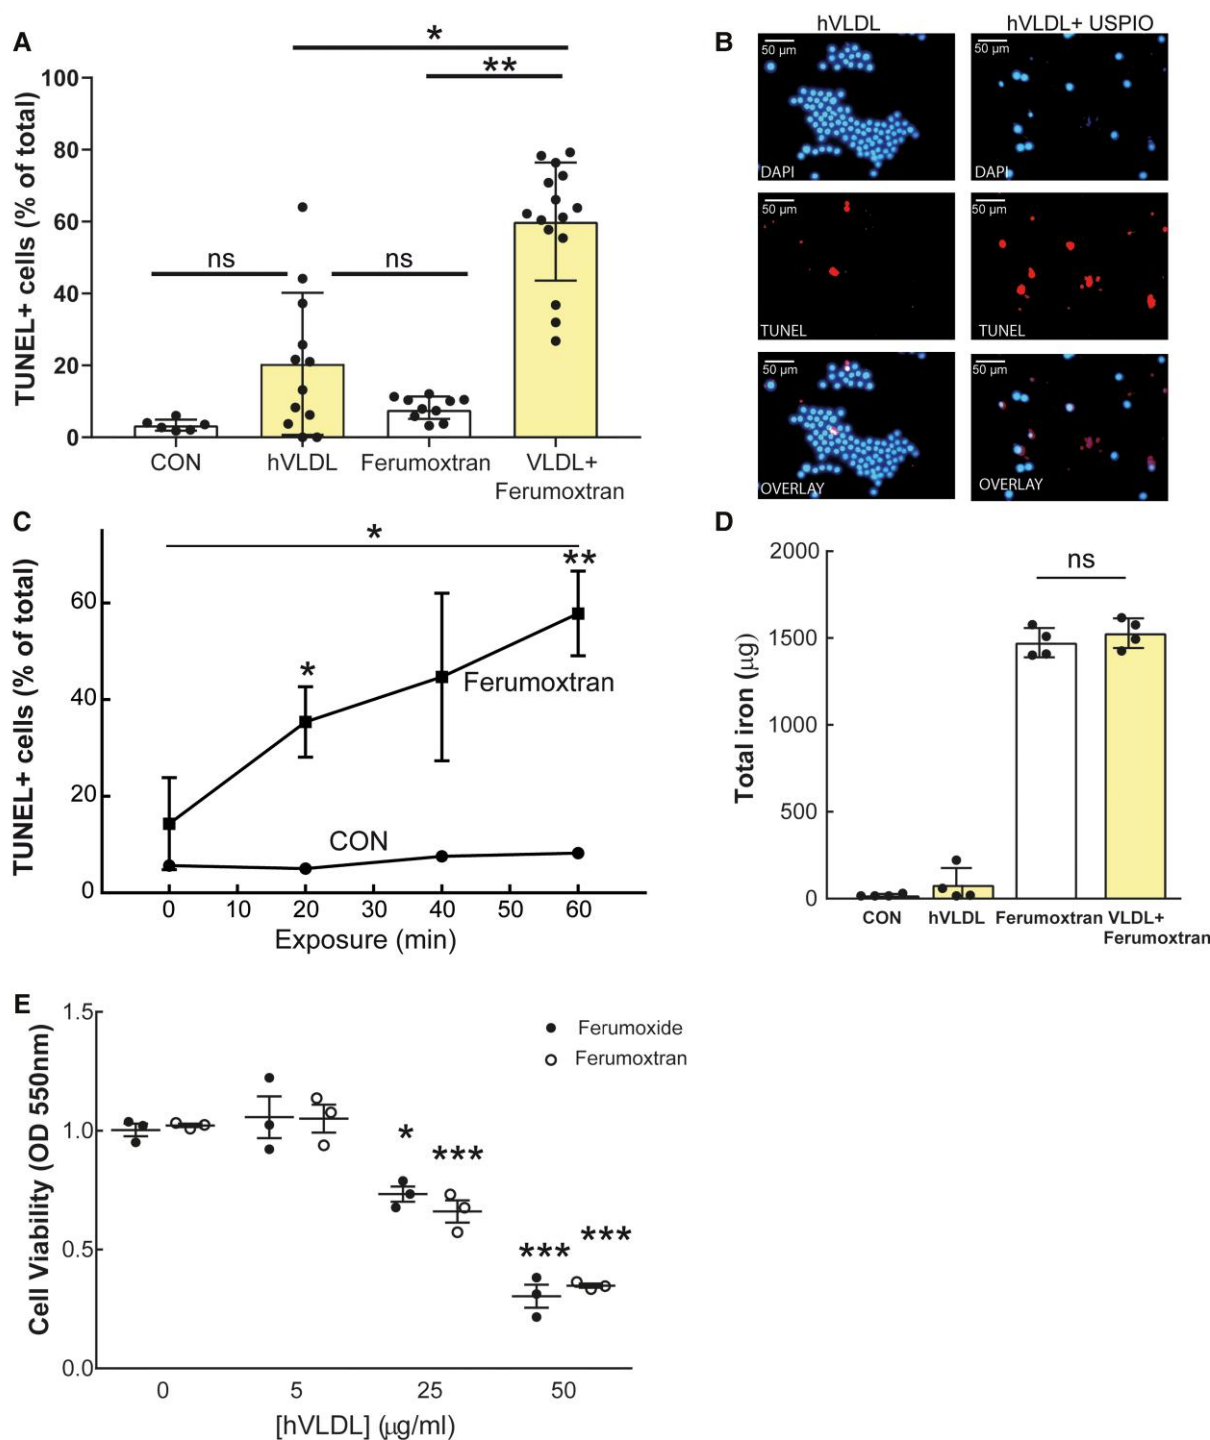 A
*
**
TUNEL+ cells (% of total)
100
80
60
40
20
0
ns
ns
CON
hVLDL
Ferumoxtran
VLDL+
Ferumoxtran
B
hVLDL
hVLDL+ USPIO
50 µm
50 µm
DAPI
DAPI
50 µm
50 µm
TUNEL
TUNEL
50 µm
50 µm
OVERLAY
OVERLAY
C
TUNEL+ cells (% of total)
*
**
*
60
40
20
0
Ferumoxtran
CON
0 10 20 30 40 50 60
Exposure (min)
D
Total iron (µg)
2000
1500
1000
500
0
ns
CON
hVLDL
Ferumoxtran
VLDL+
Ferumoxtran
E
Cell Viability (OD 550nm)
1.5
1.0
0.5
0.0
Ferumoxide
Ferumoxtran
*
***
***
***
0 5 25 50
[hVLDL] (µg/ml)